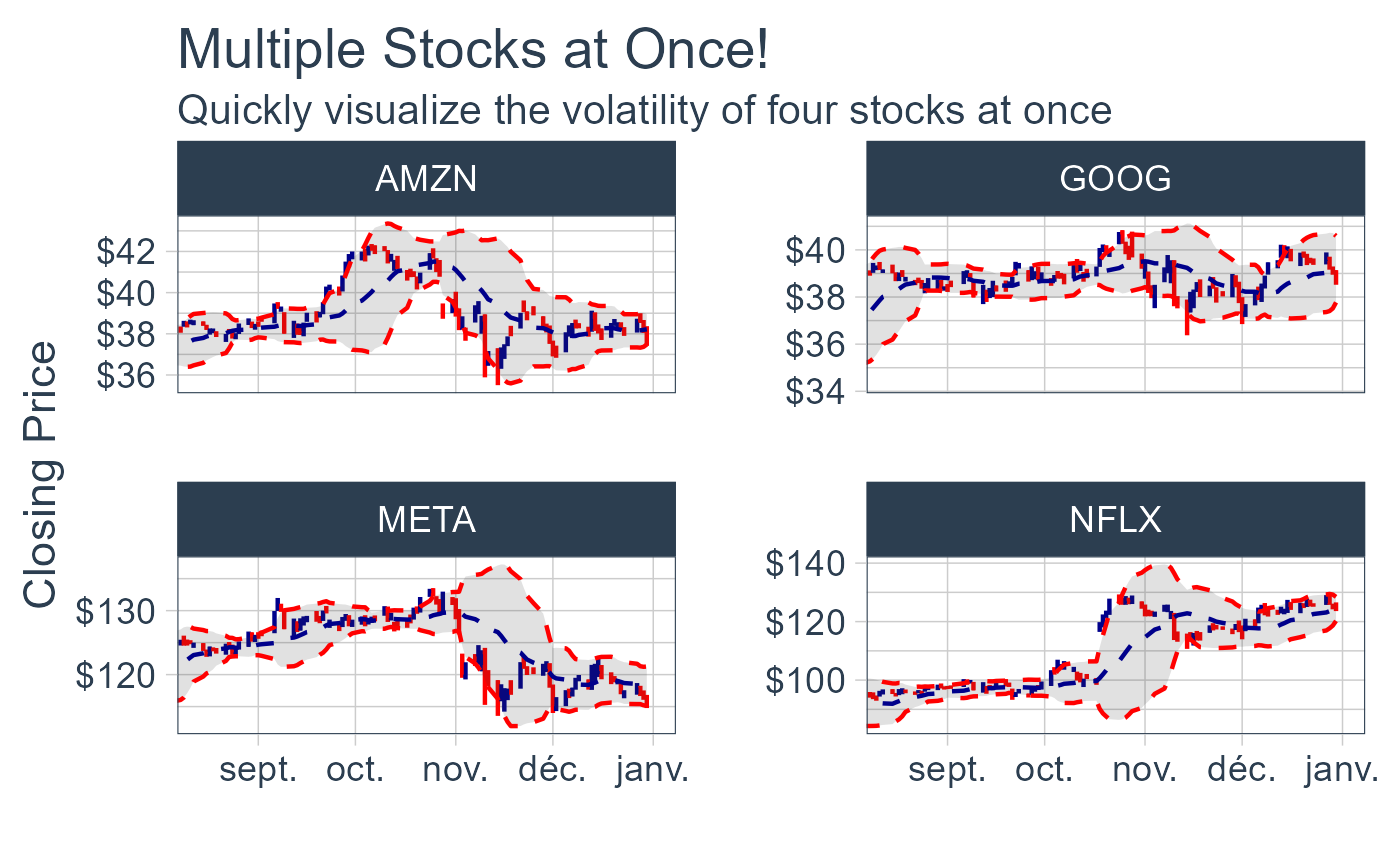 Multiple Stocks at Once!
Quickly visualize the volatility of four stocks at once
Closing Price
AMZN
$42
$40
$38
$36
GOOG
$40
$38
$36
$34
META
$130
$120
sept. oct. nov. déc. janv.
NFLX
$140
$120
$100
sept. oct. nov. déc. janv.